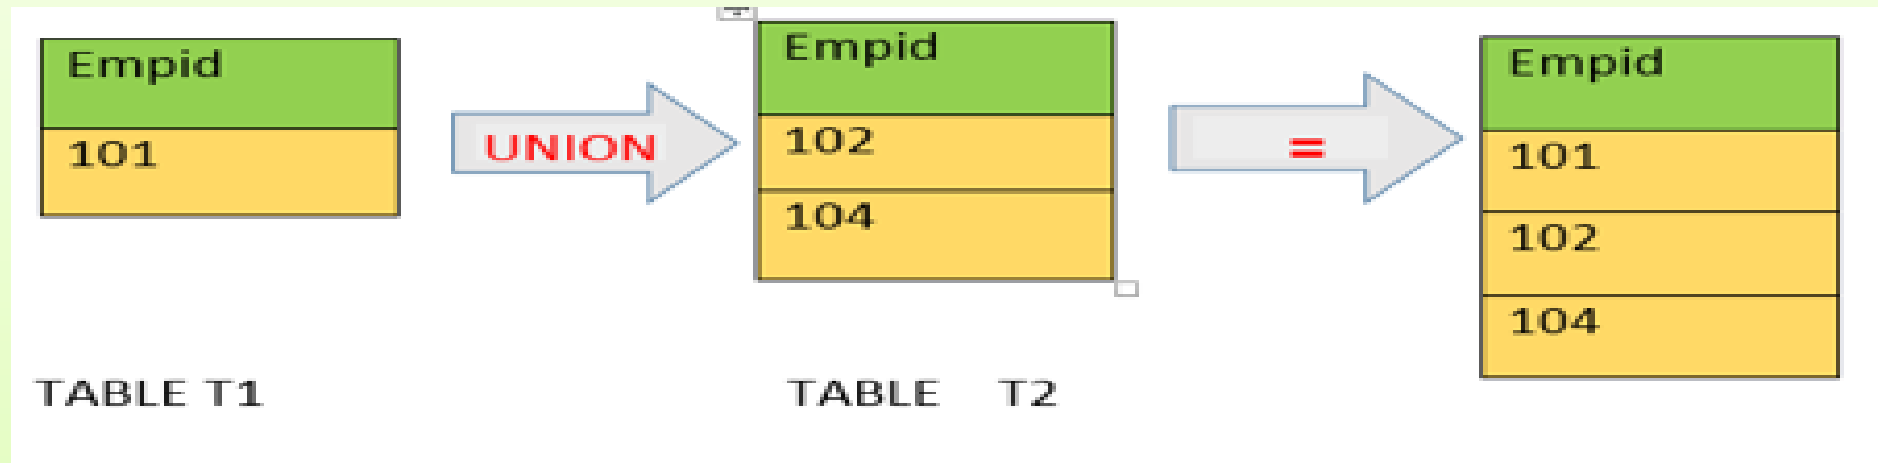 Empid
101
UNION
Empid
102
104
=
Empid
101
102
104
TABLE T1
TABLE T2